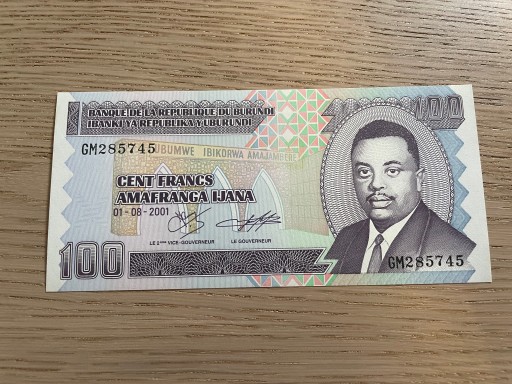 BANQUE DE LA REPUBLIQUE DU BURUNDI
IBANKI YA REPUBLIKA Y'UBURUNDI
100
GM285745
UBUMWE IBIKORWA AMAJAMBERE
CENT FRANCS
AMAFRANGA IJANA
01-08-2001
LE 2ème VICE-GOUVERNEUR LE GOUVERNEUR
100
GM285745